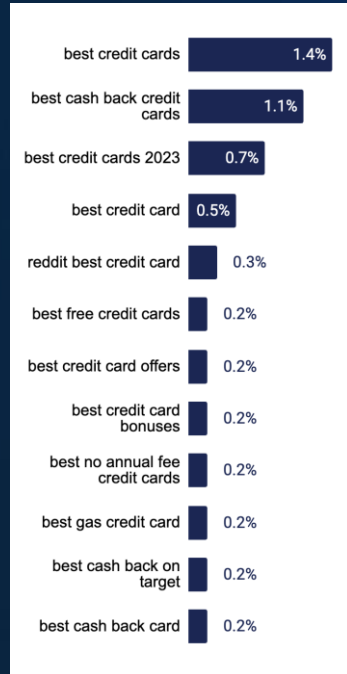 best credit cards
1.4%
best cash back credit
cards
1.1%
best credit cards 2023
0.7%
best credit card
0.5%
reddit best credit card
0.3%
best free credit cards
0.2%
best credit card offers
0.2%
best credit card
bonuses
0.2%
best no annual fee
credit cards
0.2%
best gas credit card
0.2%
best cash back on
target
0.2%
best cash back card
0.2%